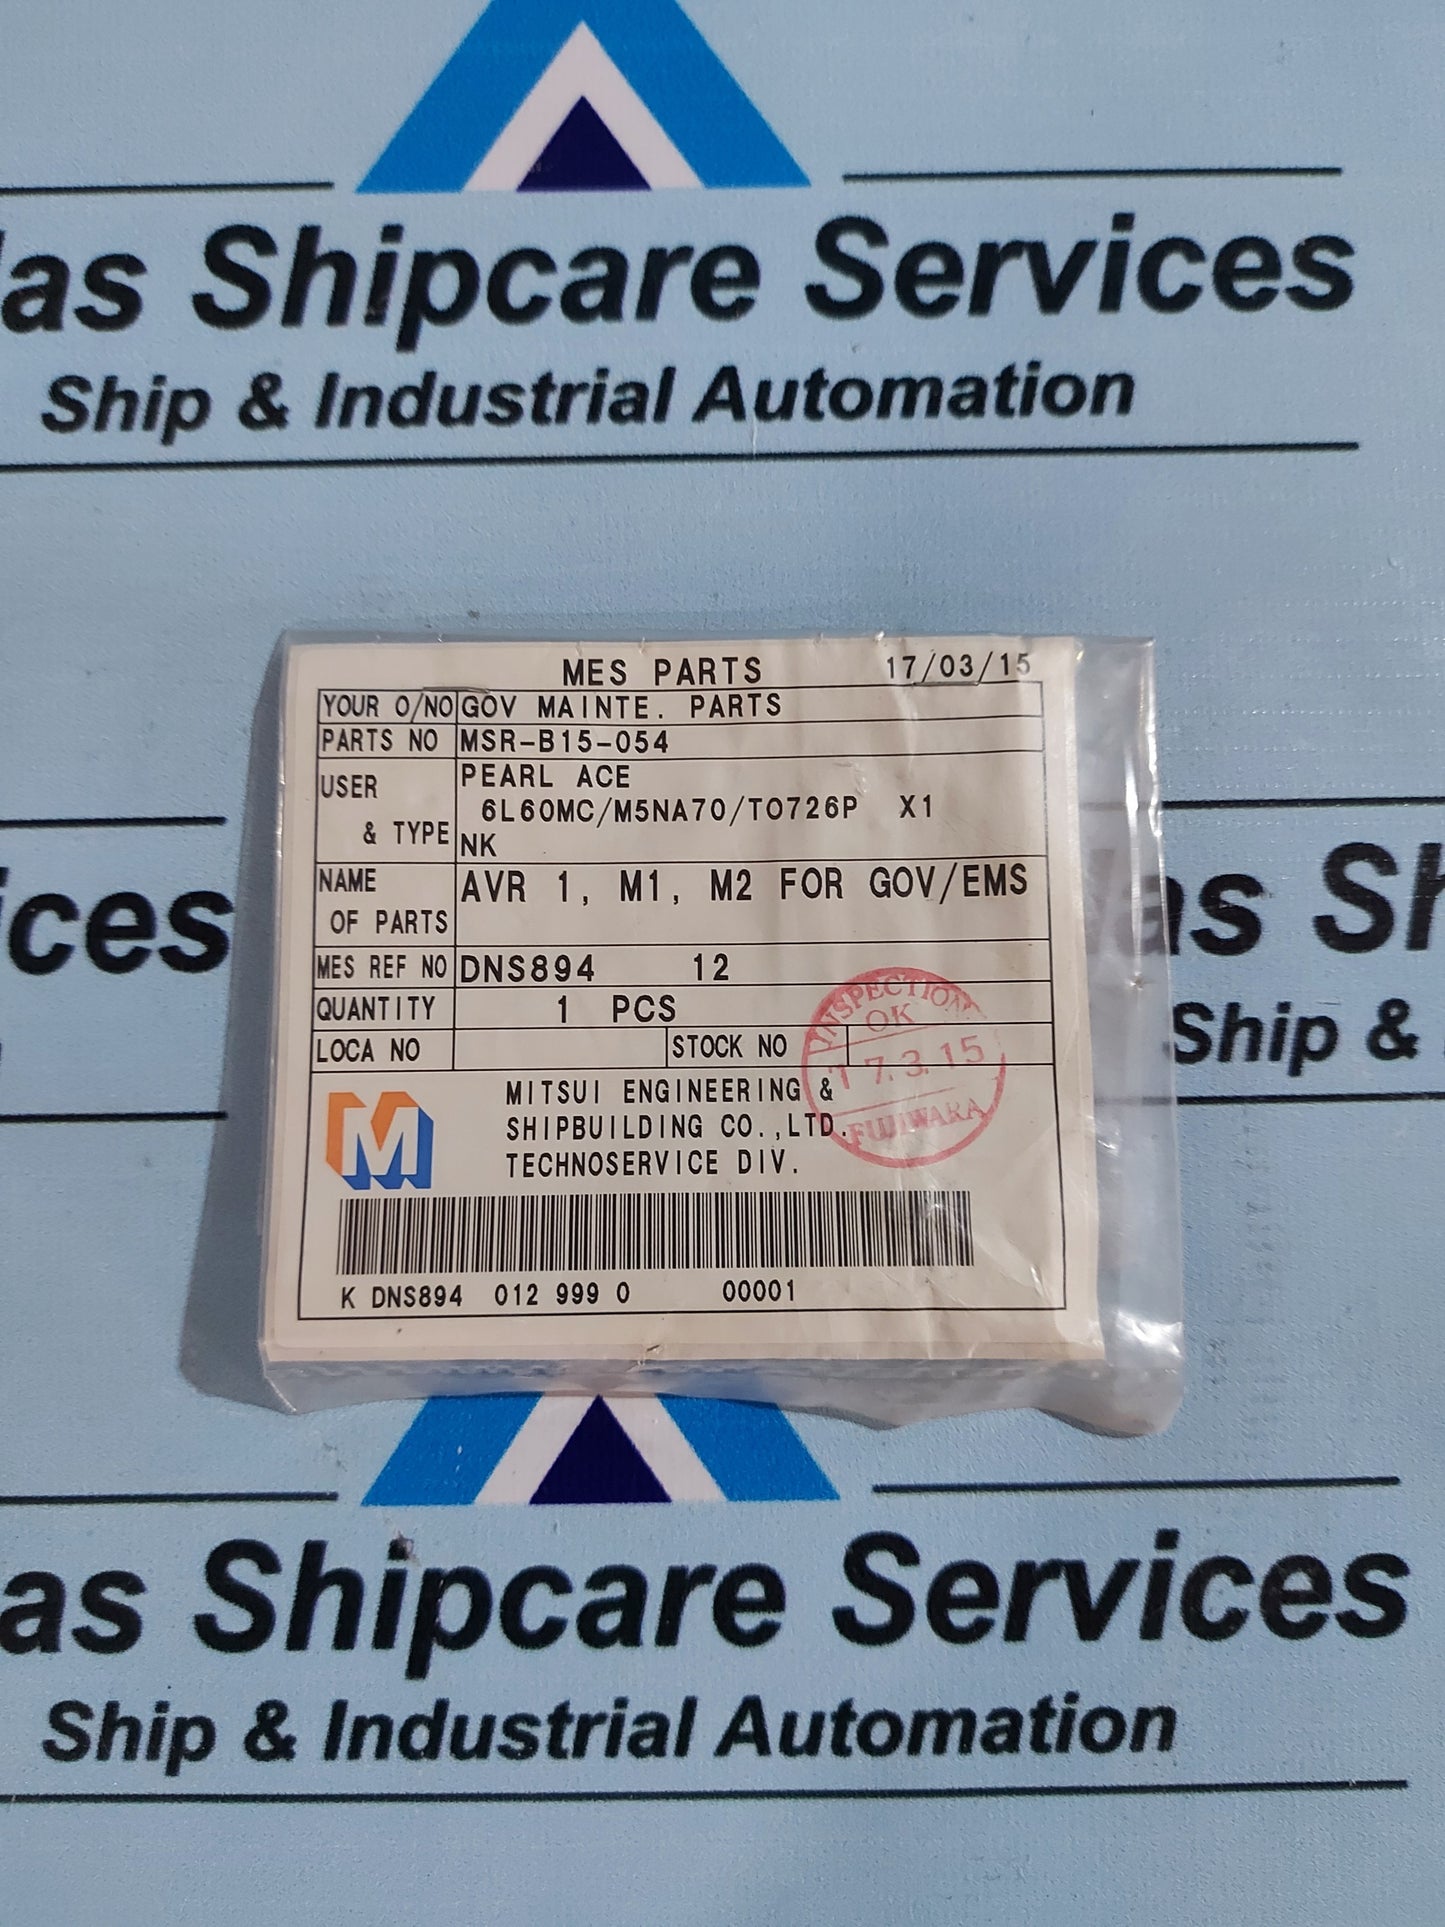 las Shipcare Services
Ship & Industrial Automation
MES PARTS 17/03/15
YOUR O/NO GOV MAINTE. PARTS
PARTS NO MSR-B15-054
USER & TYPE PEARL ACE
6L60MC/M5NA70/TO726P X1
NK
NAME OF PARTS AVR 1, M1, M2 FOR GOV/EMS
MES REF NO DNS894 12
QUANTITY 1 PCS
LOCA NO STOCK NO
INSPECTION
OK
17.3.15
FUJIWARA
M
MITSUI ENGINEERING &
SHIPBUILDING CO.,LTD.
TECHNOSERVICE DIV.
K DNS894 012 999 0 00001
ices
las Sh
Ship &
as Shipcare Services
Ship & Industrial Automation